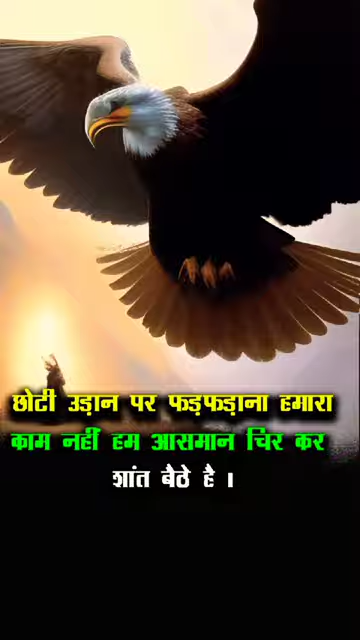 छोटी उड़ान पर फड़फड़ाना हमारा
काम नहीं हम आसमान चिर कर
शांत बैठे है ।